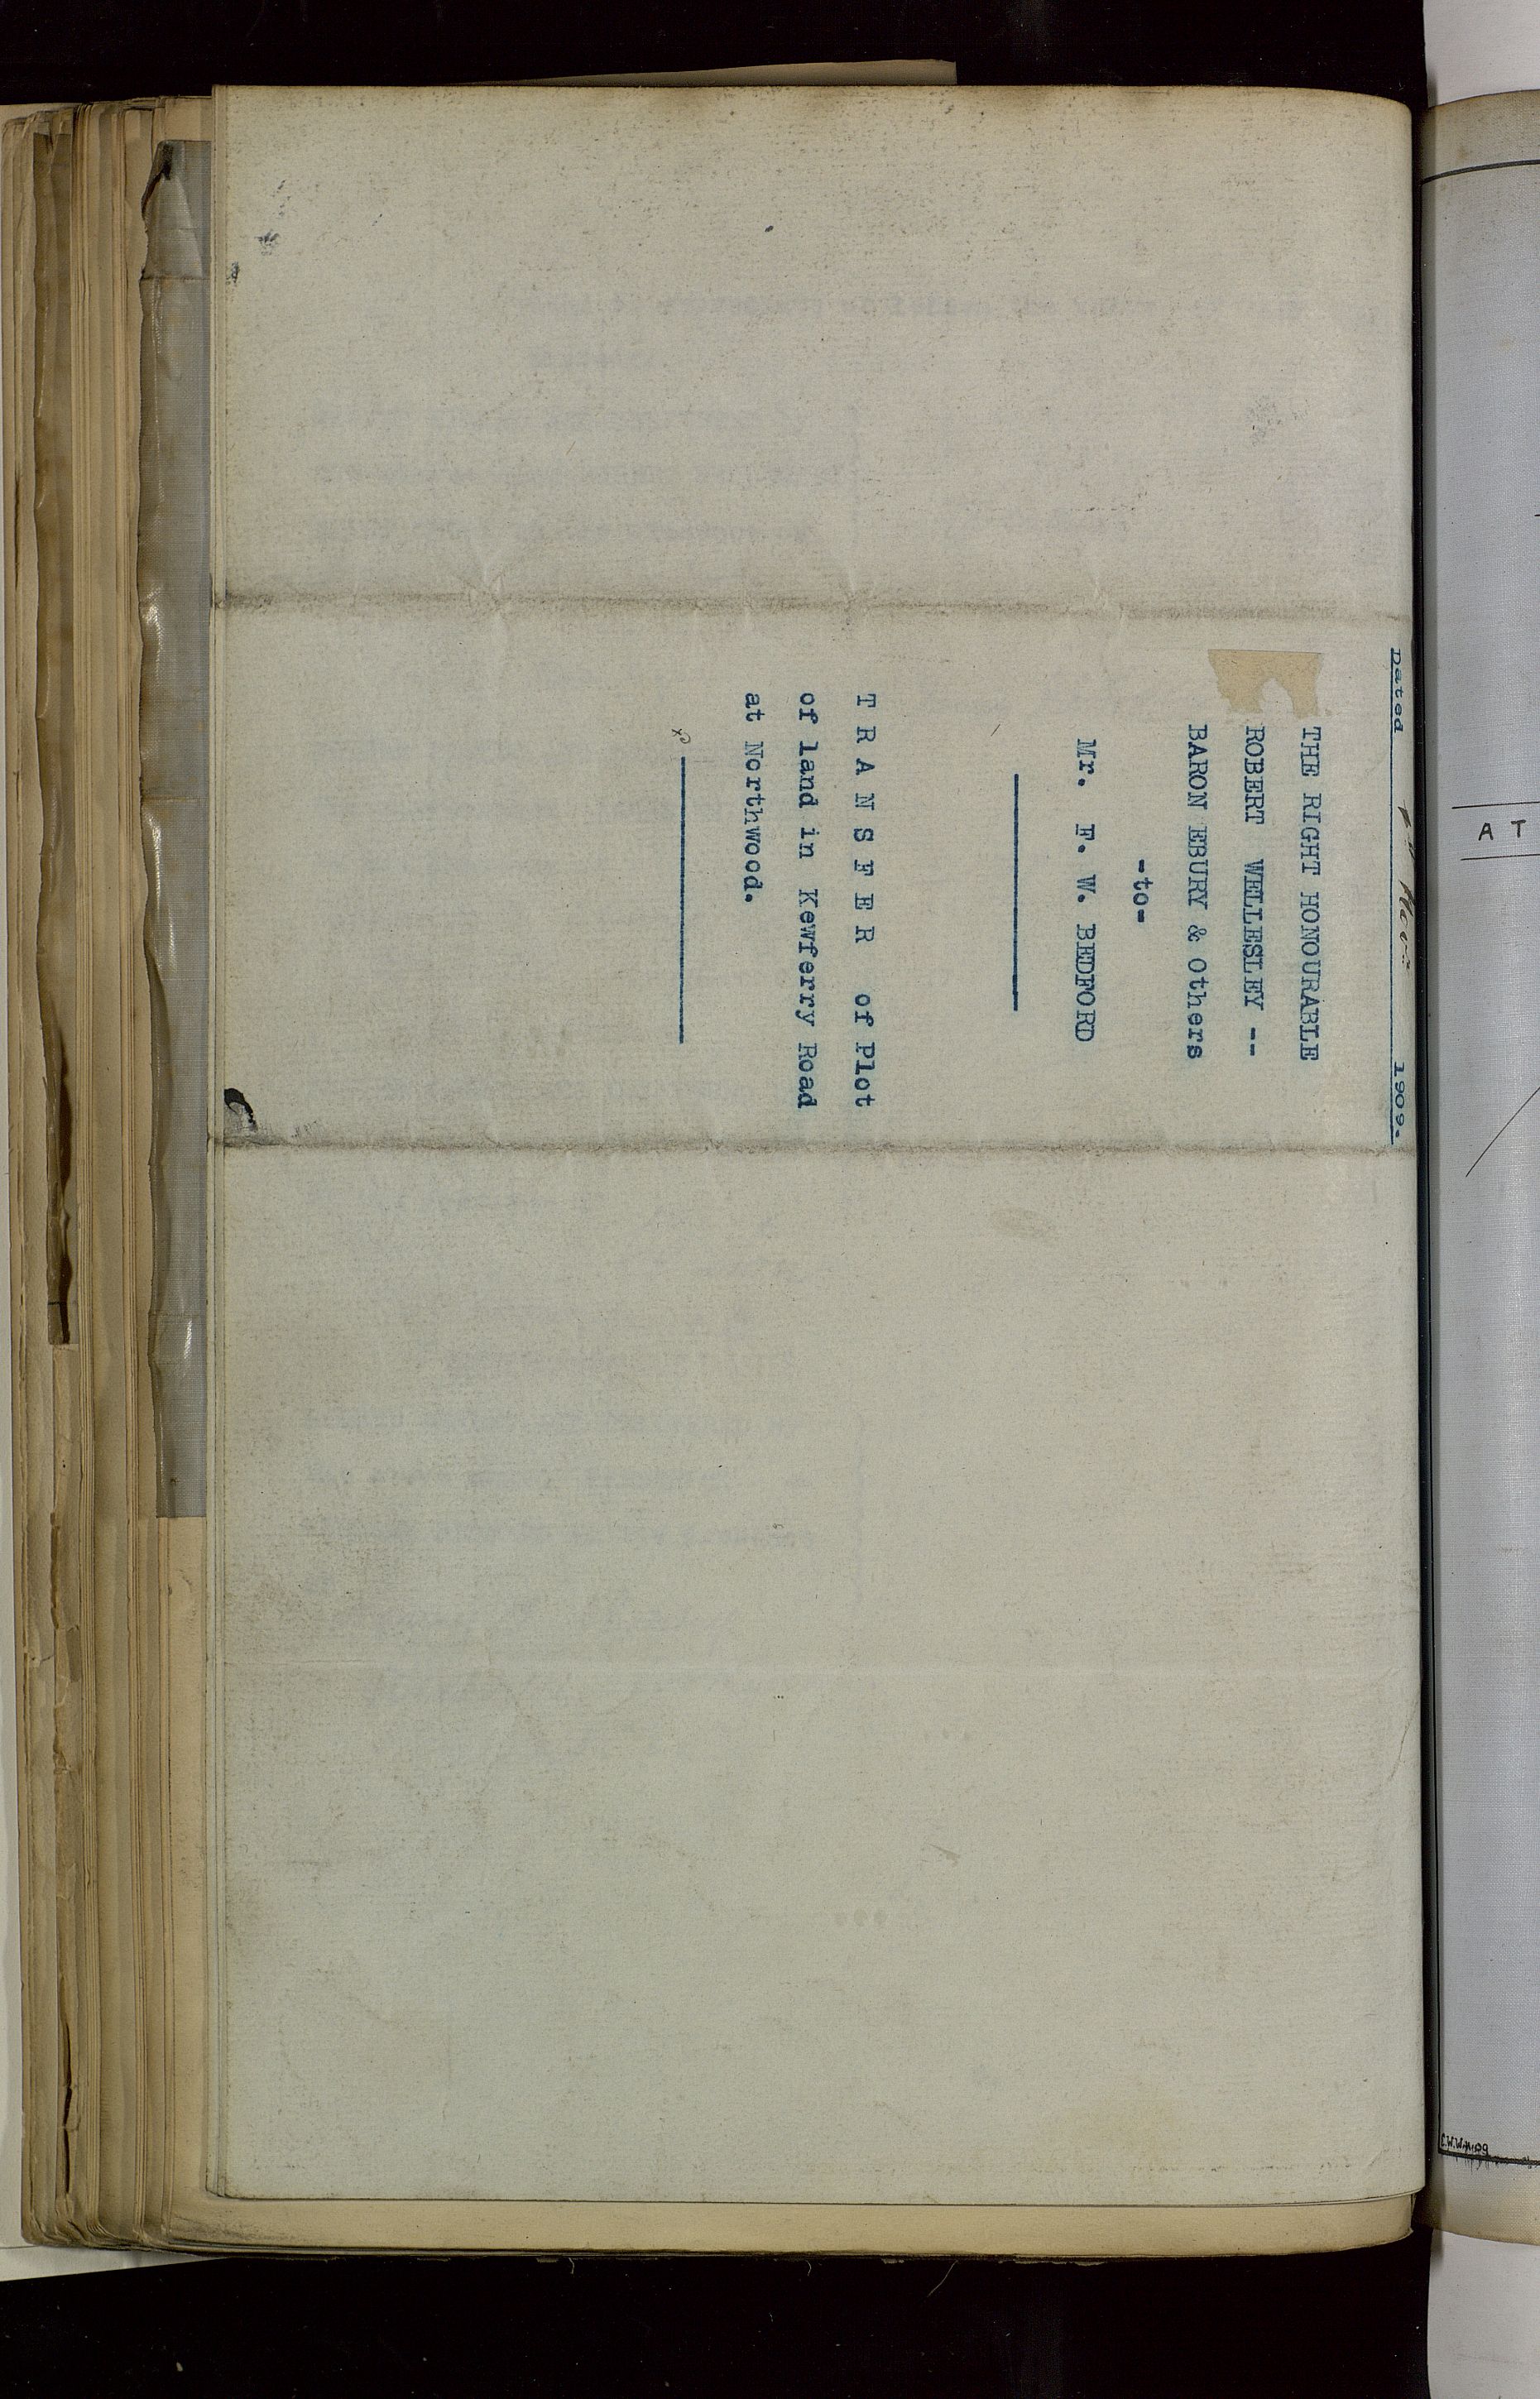 Dated Nov. 1909.
THE RIGHT HONOURABLE
ROBERT WELLESLEY --
BARON EBURY & Others
-to-
Mr. F. W. BEDFORD
T R A N S F E R of Plot
of land in Kewferry Road
at Northwood.
A T